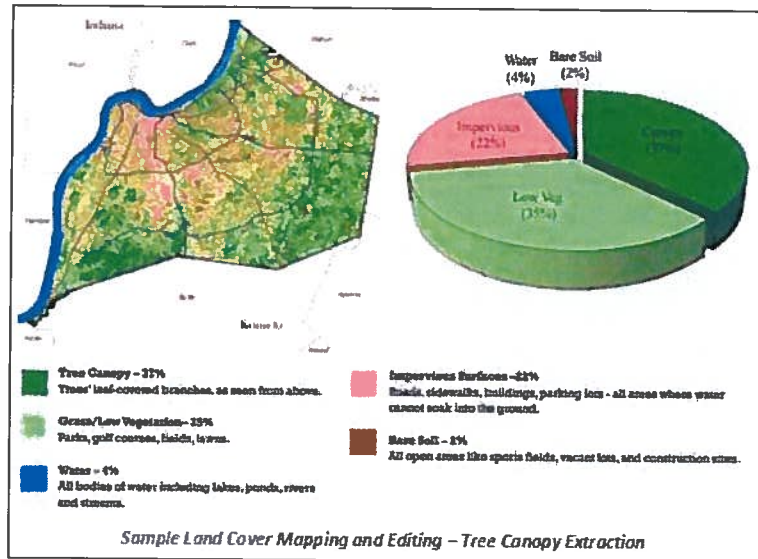 Indiana
Water
(4%)
Bare Soil
(2%)
Impervious
(22%)
Canopy
(37%)
Low Veg
(35%)
Kentucky
Tree Canopy – 37%
Trees' leaf-covered branches, as seen from above.
Grass/Low Vegetation – 35%
Parks, golf courses, fields, lawns.
Water – 4%
All bodies of water including lakes, ponds, rivers
and streams.
Impervious Surfaces – 22%
Roads, sidewalks, buildings, parking lots - all areas where water
cannot soak into the ground.
Bare Soil – 2%
All open areas like sports fields, vacant lots, and construction sites.
Sample Land Cover Mapping and Editing – Tree Canopy Extraction